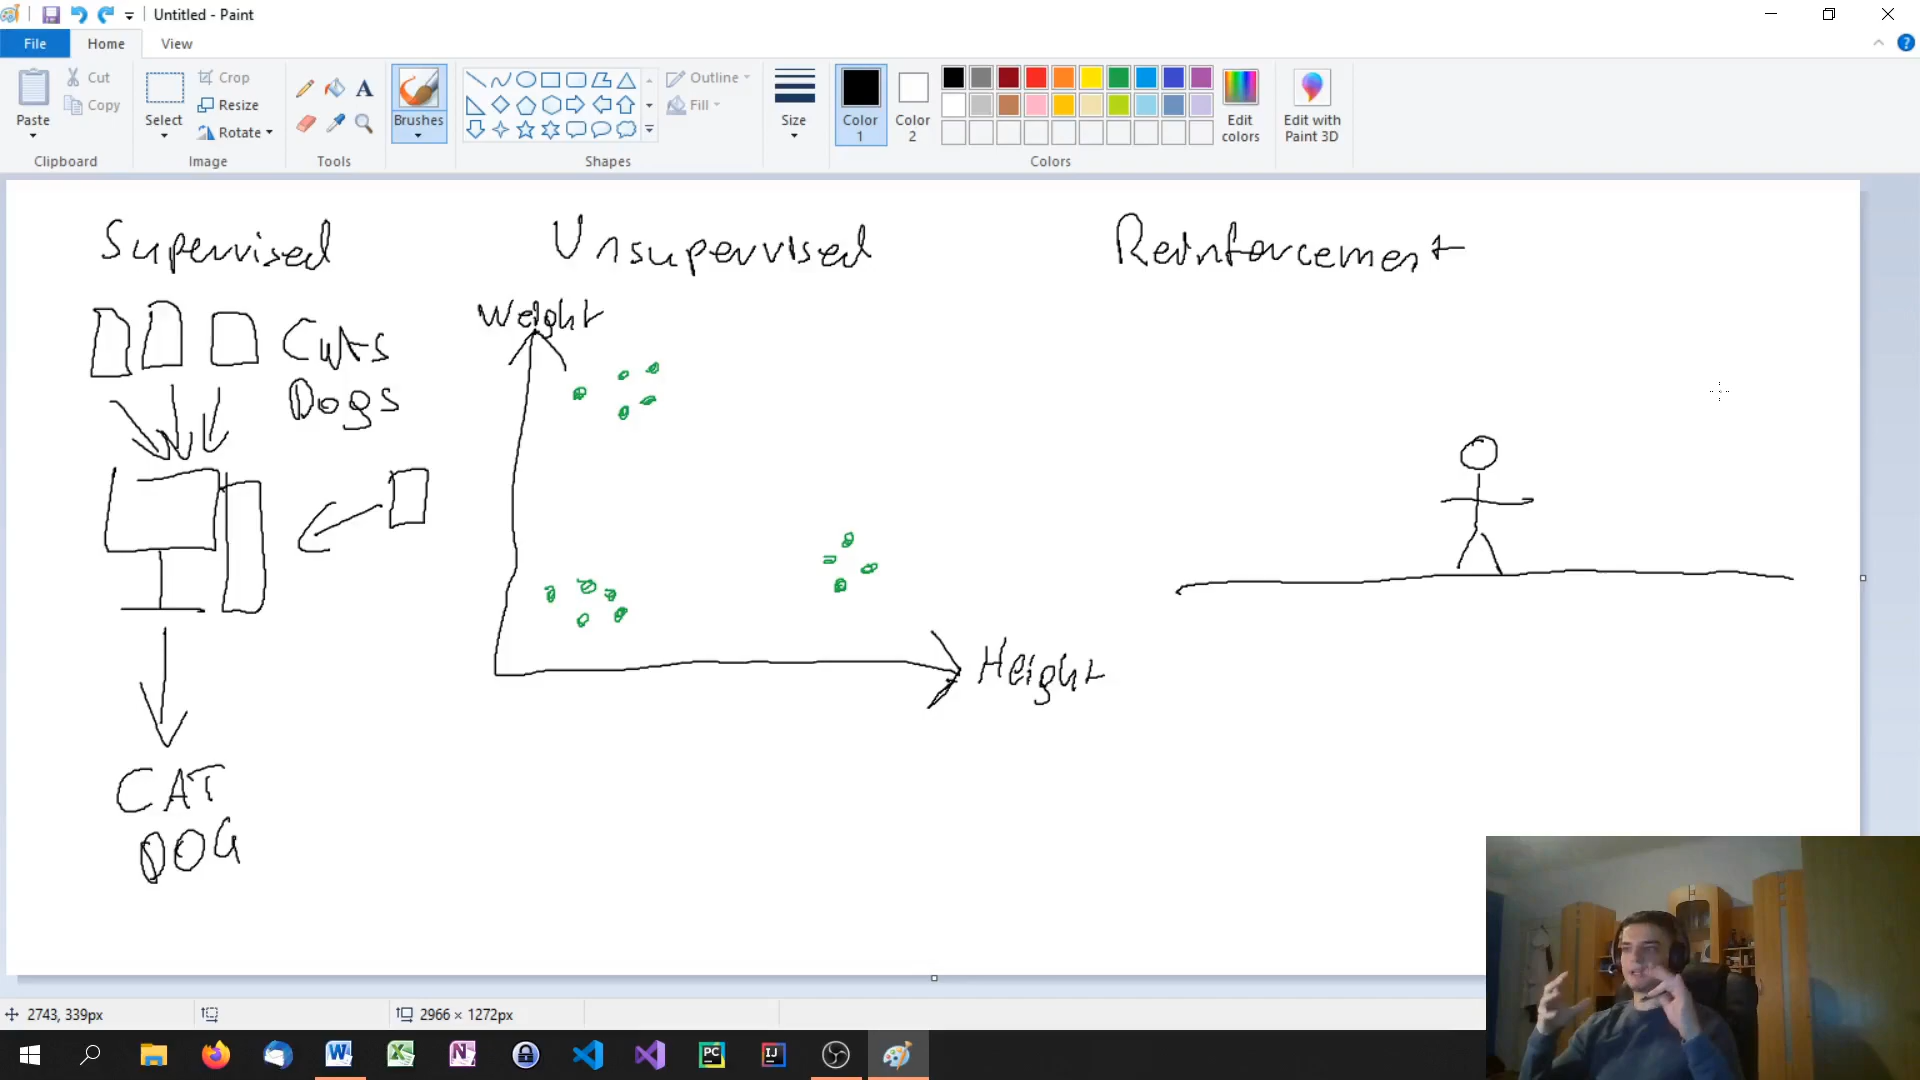 Untitled - Paint
File Home View
Paste
Cut
Copy
Clipboard
Select
Crop
Resize
Rotate
Image
A
Tools
Brushes
Shapes
Outline
Fill
Size
Color 1
Color 2
Colors
Edit colors
Edit with Paint 3D
Supervised
Unsupervised
Reinforcement
Cats
Dogs
Weight
Height
CAT
DOG
2743, 339px
2966 × 1272px
W
X
N
PC
IJ